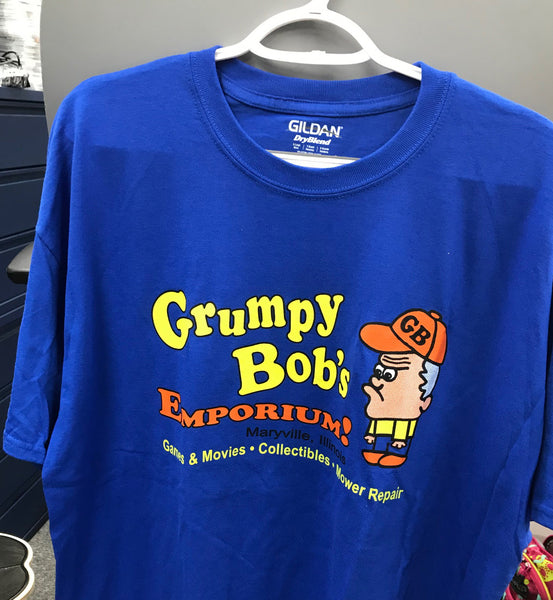 GILDAN
DryBlend
Grumpy
Bob's
EMPORIUM!
GB
Maryville, Illinois
Games & Movies • Collectibles • Mower Repair